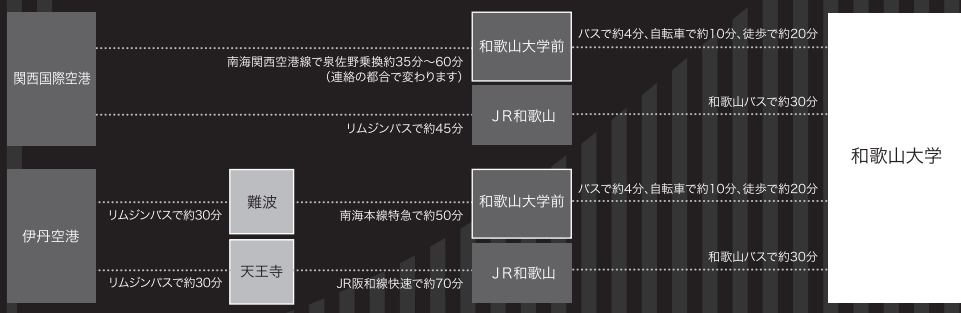 関西国際空港
南海関西空港線で泉佐野乗換約35分〜60分
（連絡の都合で変わります）
和歌山大学前
バスで約4分、自転車で約10分、徒歩で約20分
リムジンバスで約45分
JR和歌山
和歌山バスで約30分
和歌山大学
伊丹空港
リムジンバスで約30分
難波
南海本線特急で約50分
和歌山大学前
バスで約4分、自転車で約10分、徒歩で約20分
リムジンバスで約30分
天王寺
JR阪和線快速で約70分
JR和歌山
和歌山バスで約30分